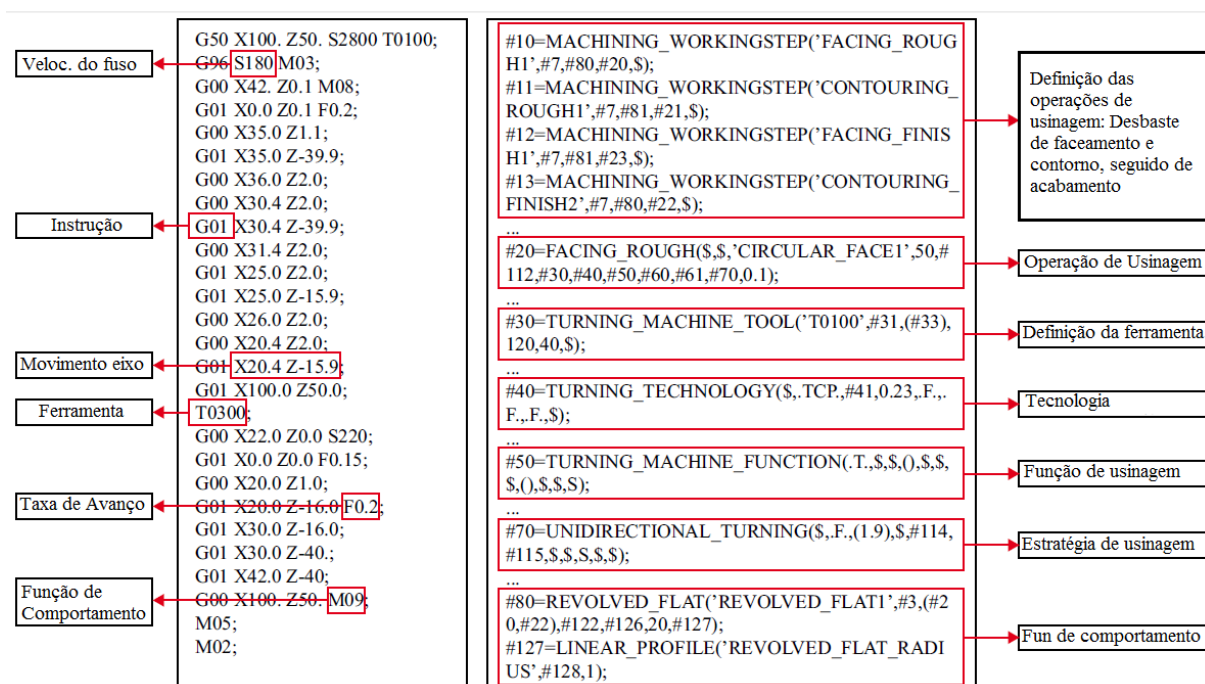 Veloc. do fuso
Instrução
Movimento eixo
Ferramenta
Taxa de Avanço
Função de
Comportamento
G50 X100. Z50. S2800 T0100;
G96 S180 M03;
G00 X42. Z0.1 M08;
G01 X0.0 Z0.1 F0.2;
G00 X35.0 Z1.1;
G01 X35.0 Z-39.9;
G00 X36.0 Z2.0;
G00 X30.4 Z2.0;
G01 X30.4 Z-39.9;
G00 X31.4 Z2.0;
G01 X25.0 Z2.0;
G01 X25.0 Z-15.9;
G00 X26.0 Z2.0;
G00 X20.4 Z2.0;
G01 X20.4 Z-15.9;
G01 X100.0 Z50.0;
T0300;
G00 X22.0 Z0.0 S220;
G01 X0.0 Z0.0 F0.15;
G00 X20.0 Z1.0;
G01 X20.0 Z-16.0 F0.2;
G01 X30.0 Z-16.0;
G01 X30.0 Z-40.;
G01 X42.0 Z-40;
G00 X100. Z50. M09;
M05;
M02;
#10=MACHINING_WORKINGSTEP('FACING_ROUG
H1',#7,#80,#20,$);
#11=MACHINING_WORKINGSTEP('CONTOURING_
ROUGH1',#7,#81,#21,$);
#12=MACHINING_WORKINGSTEP('FACING_FINIS
H1',#7,#81,#23,$);
#13=MACHINING_WORKINGSTEP('CONTOURING_
FINISH2',#7,#80,#22,$);
...
#20=FACING_ROUGH($,$,'CIRCULAR_FACE1',50,#
112,#30,#40,#50,#60,#61,#70,0.1);
...
#30=TURNING_MACHINE_TOOL('T0100',#31,(#33),
120,40,$);
...
#40=TURNING_TECHNOLOGY($,.TCP.,#41,0.23,.F.,.
F.,.F.,$);
...
#50=TURNING_MACHINE_FUNCTION(.T.,$,$,(),$,$,
$,(),$,$,S);
...
#70=UNIDIRECTIONAL_TURNING($,.F.,(1.9),$,#114,
#115,$,$,S,$,$);
...
#80=REVOLVED_FLAT('REVOLVED_FLAT1',#3,(#2
0,#22),#122,#126,20,#127);
#127=LINEAR_PROFILE('REVOLVED_FLAT_RADI
US',#128,1);
Definição das
operações de
usinagem: Desbaste
de faceamento e
contorno, seguido de
acabamento
Operação de Usinagem
Definição da ferramenta
Tecnologia
Função de usinagem
Estratégia de usinagem
Fun de comportamento